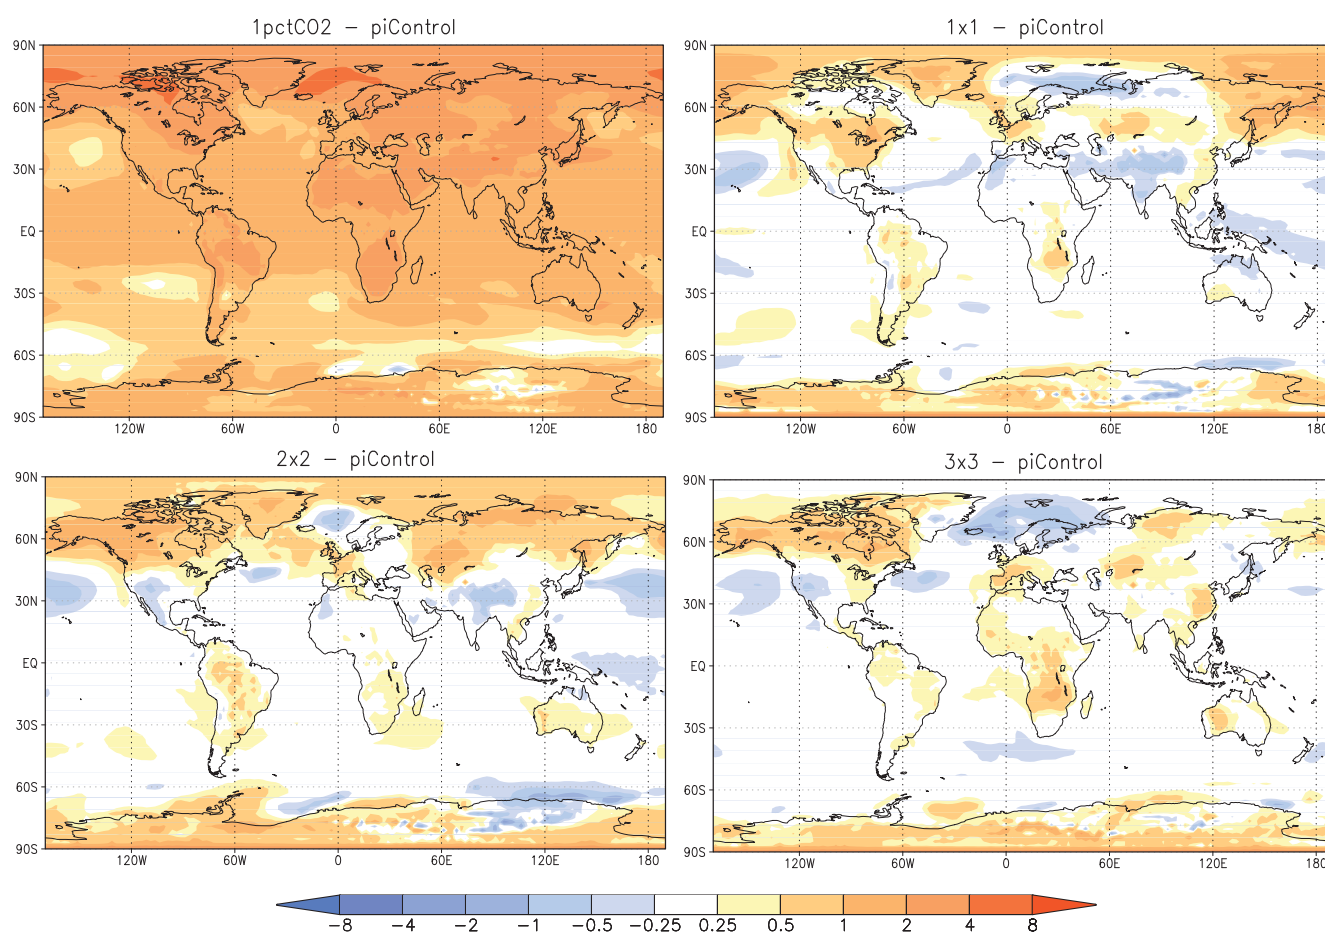 1pctCO2 − piControl
90N
60N
30N
EQ
30S
60S
90S
120W 60W 0 60E 120E 180
1x1 − piControl
90N
60N
30N
EQ
30S
60S
90S
120W 60W 0 60E 120E 180
2x2 − piControl
90N
60N
30N
EQ
30S
60S
90S
120W 60W 0 60E 120E 180
3x3 − piControl
90N
60N
30N
EQ
30S
60S
90S
120W 60W 0 60E 120E 180
−8 −4 −2 −1 −0.5 −0.25 0.25 0.5 1 2 4 8